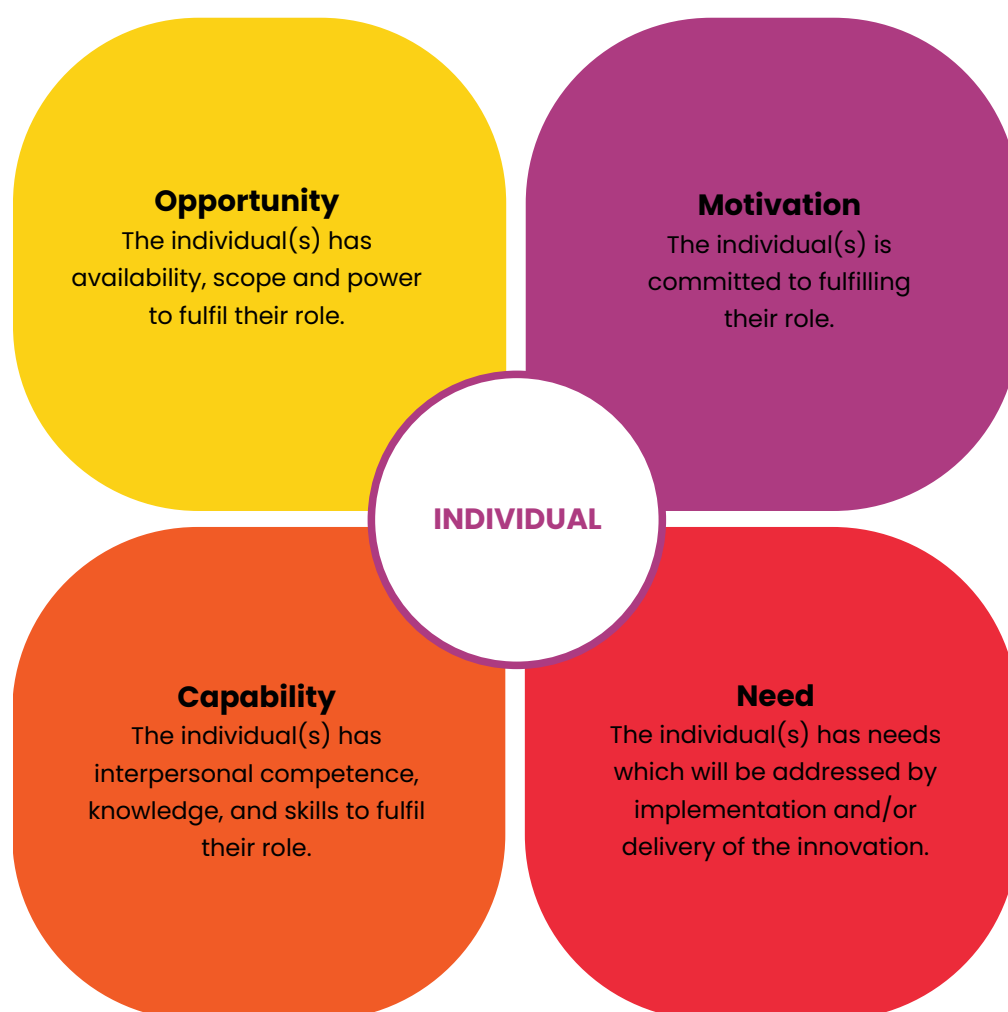 Opportunity
The individual(s) has
availability, scope and power
to fulfil their role.
Motivation
The individual(s) is
committed to fulfilling
their role.
INDIVIDUAL
Capability
The individual(s) has
interpersonal competence,
knowledge, and skills to fulfil
their role.
Need
The individual(s) has needs
which will be addressed by
implementation and/or
delivery of the innovation.